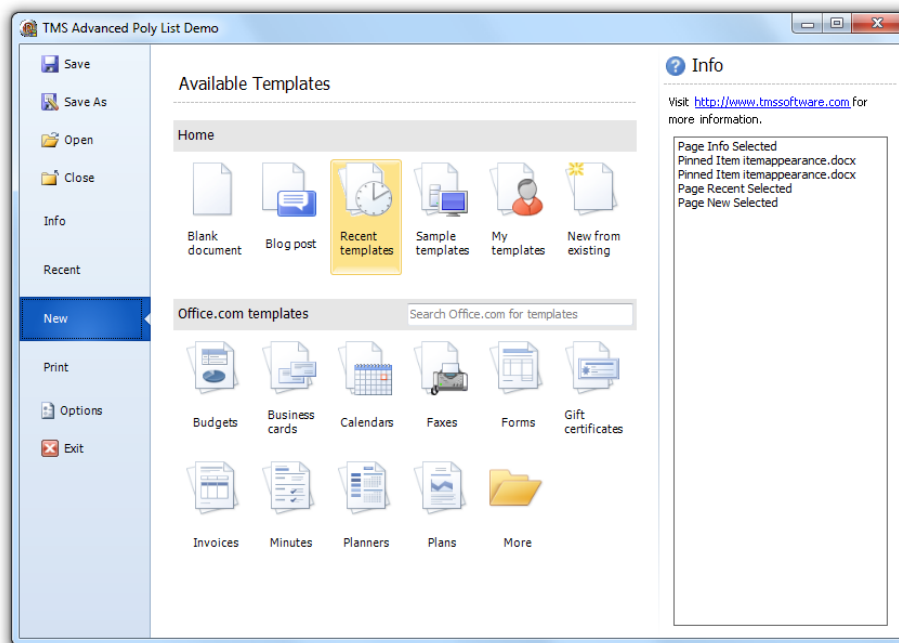 TMS Advanced Poly List Demo
Save
Save As
Open
Close
Info
Recent
New
Print
Options
Exit
Available Templates
Home
Blank
document
Blog post
Recent
templates
Sample
templates
My
templates
New from
existing
Office.com templates
Search Office.com for templates
Budgets
Business
cards
Calendars
Faxes
Forms
Gift
certificates
Invoices
Minutes
Planners
Plans
More
Info
Visit http://www.tmssoftware.com for
more information.
Page Info Selected
Pinned Item itemappearance.docx
Pinned Item itemappearance.docx
Page Recent Selected
Page New Selected